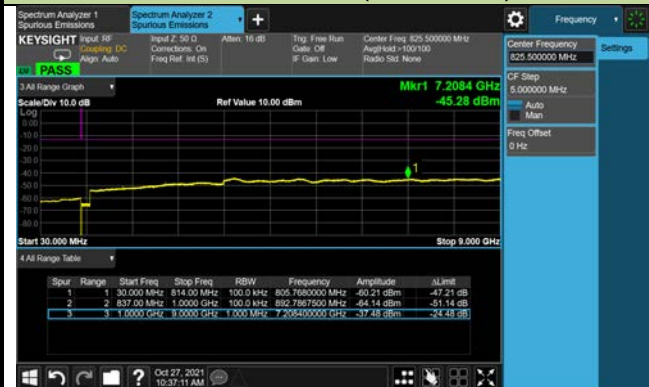 Spectrum Analyzer 1
Spurious Emissions
Spectrum Analyzer 2
Spurious Emissions
Frequency
KEYSIGHT
Input: RF
Coupling: DC
Align: Auto
Input Z: 50 Ω
Corrections: On
Freq Ref: Int (S)
Atten: 16 dB
Trig: Free Run
Gate: Off
IF Gain: Low
Center Freq: 825.500000 MHz
Avg|Hold:>100/100
Radio Std: None
PASS
Center Frequency
825.500000 MHz
Settings
CF Step
5.000000 MHz
Auto
Man
Freq Offset
0 Hz
3 All Range Graph
Mkr1 7.2084 GHz
Scale/Div 10.0 dB
Ref Value 10.00 dBm
-45.28 dBm
Log
0.00
-10.0
-20.0
-30.0
-40.0
-50.0
-60.0
-70.0
-80.0
1
Start 30.000 MHz
Stop 9.000 GHz
4 All Range Table
Spur Range Start Freq Stop Freq RBW Frequency Amplitude ΔLimit
1 1 30.000 MHz 814.00 MHz 100.0 kHz 805.7680000 MHz -60.21 dBm -47.21 dB
2 2 837.00 MHz 1.0000 GHz 100.0 kHz 892.7867500 MHz -64.14 dBm -51.14 dB
3 3 1.0000 GHz 9.0000 GHz 1.000 MHz 7.208400000 GHz -37.48 dBm -24.48 dB
Oct 27, 2021
10:37:11 AM